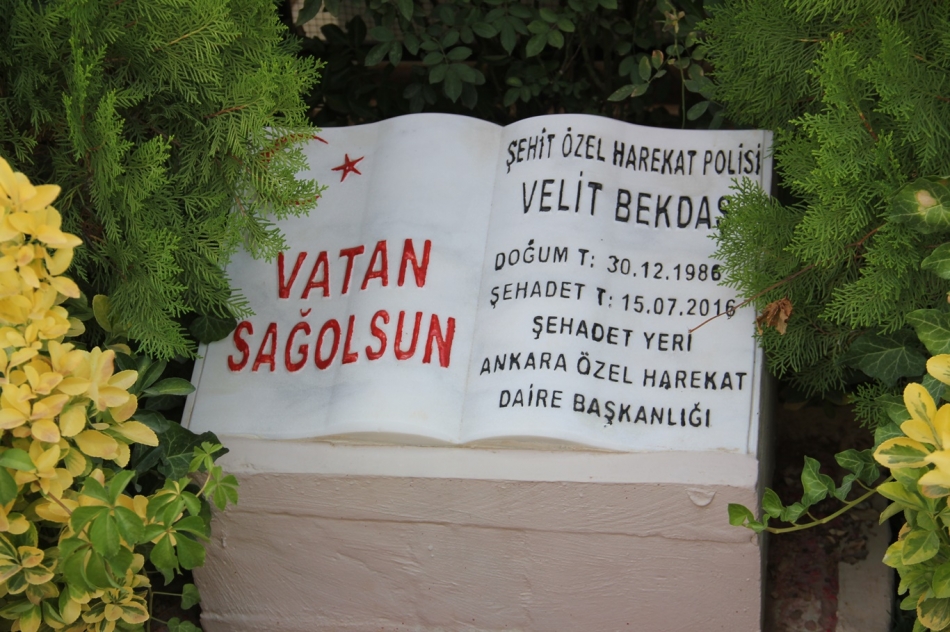 VATAN
SAĞOLSUN
ŞEHİT ÖZEL HAREKAT POLİSİ
VELİT BEKDAŞ
DOĞUM T: 30.12.1986
ŞEHADET T: 15.07.2016
ŞEHADET YERİ
ANKARA ÖZEL HAREKAT
DAİRE BAŞKANLIĞI